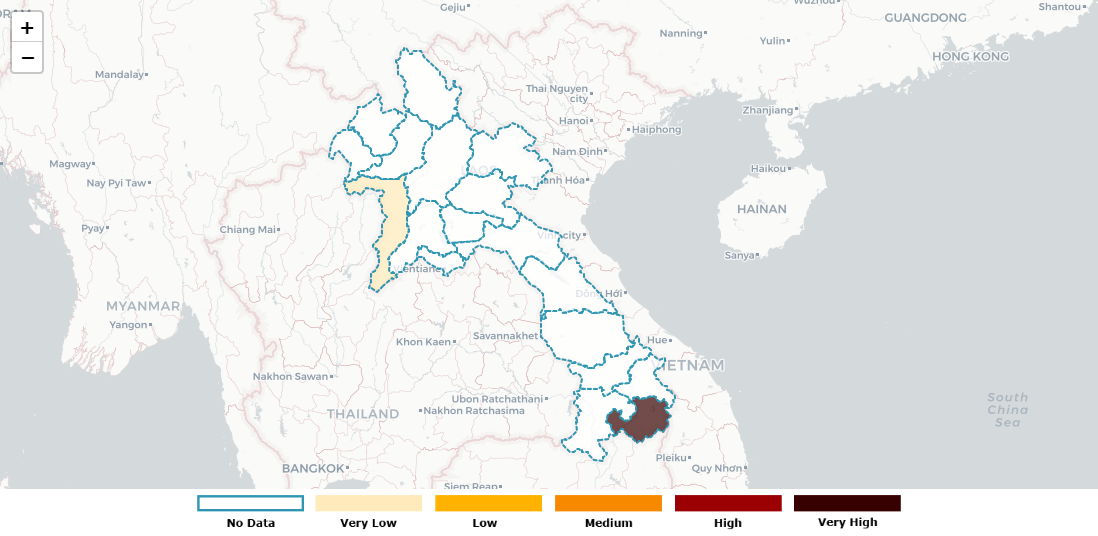 +
−
Gejiu
Wuzhou
Shantou
GUANGDONG
Nanning
Yulin
HONG KONG
Mandalay
Thai Nguyen
city
Zhanjiang
Hanoi
Haiphong
Magway
Nam Định
Haikou
Nay Pyi Taw
anh Hóa
HAINAN
Pyay
Chiang Mai
city
Sanya
Vientiane
Đồng Hới
MYANMAR
Yangon
Savannakhet
Khon Kaen
Hue
VIETNAM
Nakhon Sawan
Ubon Ratchathani
South
China
Sea
THAILAND
Nakhon Ratchasima
Pleiku
BANGKOK
Quy Nhơn
Siem Reap
No Data
Very Low
Low
Medium
High
Very High